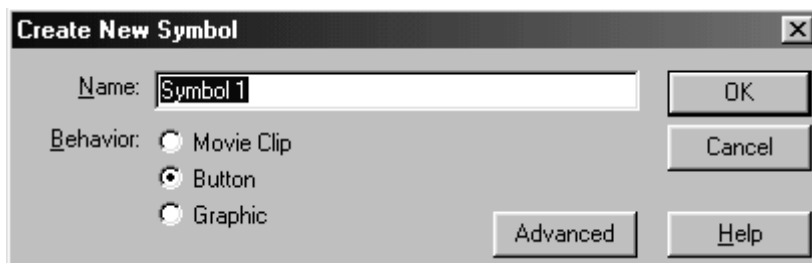 Create New Symbol
Name: Symbol 1 OK
Behavior: Movie Clip Cancel
Button
Graphic
Advanced Help